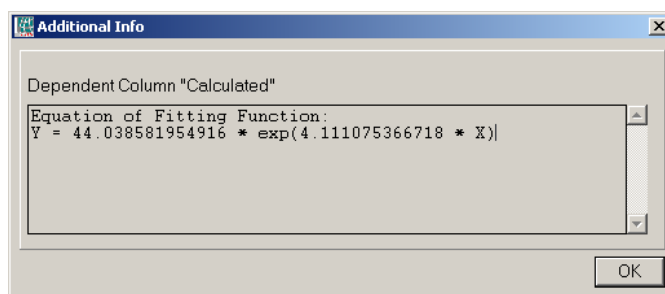 Additional Info
Dependent Column "Calculated"
Equation of Fitting Function:
Y = 44.038581954916 * exp(4.111075366718 * X)
OK